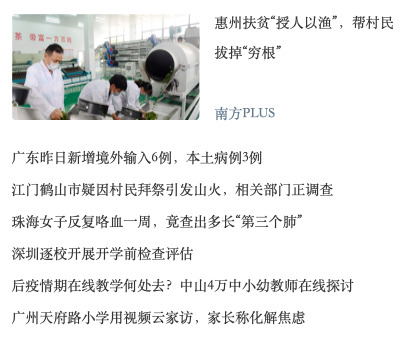 茶 带富一方百姓
惠州扶贫“授人以渔”，帮村民
拔掉“穷根”
南方PLUS
广东昨日新增境外输入6例，本土病例3例
江门鹤山市疑因村民拜祭引发山火，相关部门正调查
珠海女子反复咯血一周，竟查出多长“第三个肺”
深圳逐校开展开学前检查评估
后疫情期在线教学何处去？中山4万中小幼教师在线探讨
广州天府路小学用视频云家访，家长称化解焦虑